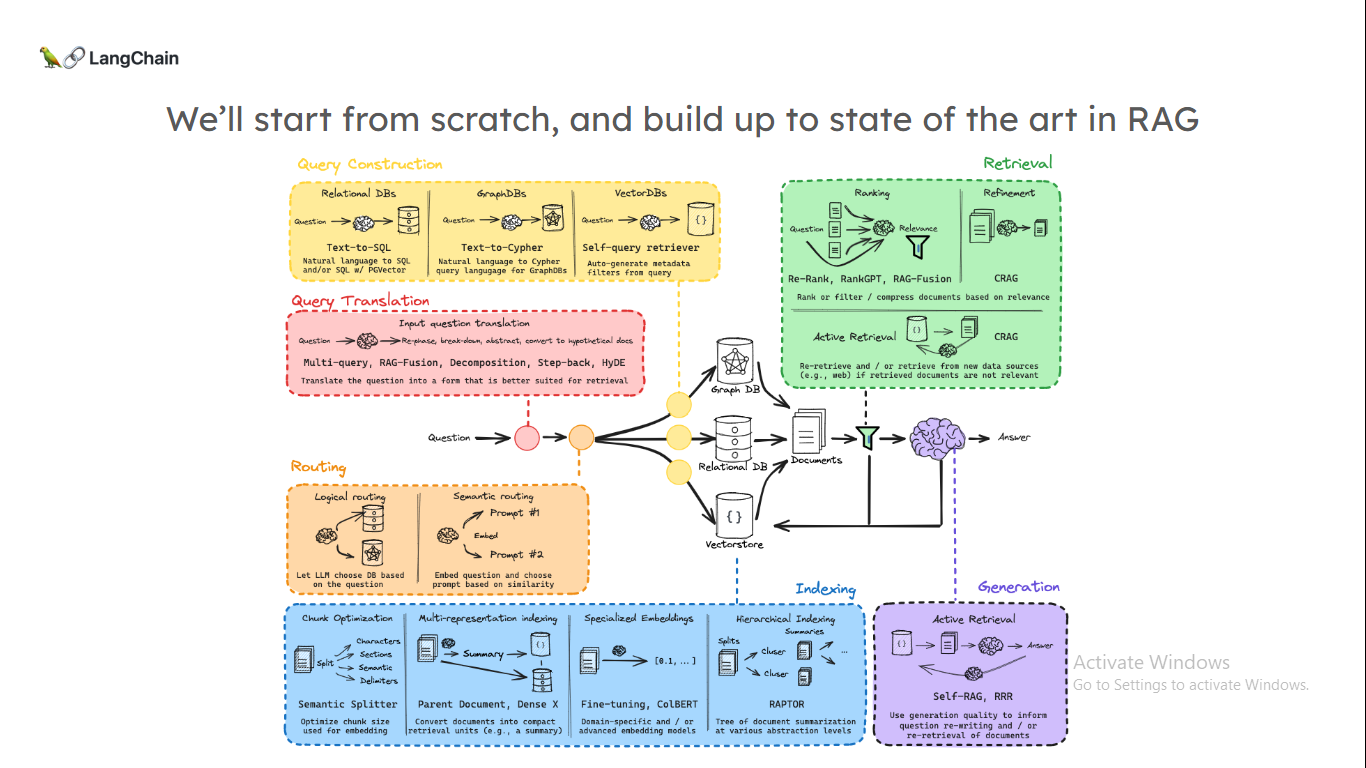 LangChain
We'll start from scratch, and build up to state of the art in RAG
Query Construction
Relational DBs
Question
Text-to-SQL
Natural language to SQL
and/or SQL w/ PGVector
GraphDBs
Question
Text-to-Cypher
Natural language to Cypher
query langugage for GraphDBs
VectorDBs
Question
{ }
Self-query retriever
Auto-generate metadata
filters from query
Retrieval
Ranking
Question
Relevance
Re-Rank, RankGPT, RAG-Fusion
Refinement
CRAG
Rank or filter / compress documents based on relevance
Active Retrieval
{ }
CRAG
Re-retrieve and / or retrieve from new data sources
(e.g., web) if retrieved documents are not relevant
Query Translation
Input question translation
Question
Re-phase, break-down, abstract, convert to hypothetical docs
Multi-query, RAG-Fusion, Decomposition, Step-back, HyDE
Translate the question into a form that is better suited for retrieval
Question
Graph DB
Relational DB
{ }
Vectorstore
Documents
Answer
Routing
Logical routing
Let LLM choose DB based
on the question
Semantic routing
Prompt #1
Embed
Prompt #2
Embed question and choose
prompt based on similarity
Indexing
Chunk Optimization
Split
Characters
Sections
Semantic
Delimiters
Semantic Splitter
Optimize chunk size
used for embedding
Multi-representation indexing
Summary
{ }
Parent Document, Dense X
Convert documents into compact
retrieval units (e.g., a summary)
Specialized Embeddings
[0.1, ...]
Fine-tuning, ColBERT
Domain-specific and / or
advanced embedding models
Hierarchical Indexing
Splits
Summaries
Cluser
Cluser
...
RAPTOR
Tree of document summarization
at various abstraction levels
Generation
Active Retrieval
{ }
Answer
Self-RAG, RRR
Use generation quality to inform
question re-writing and / or
re-retrieval of documents
Activate Windows
Go to Settings to activate Windows.